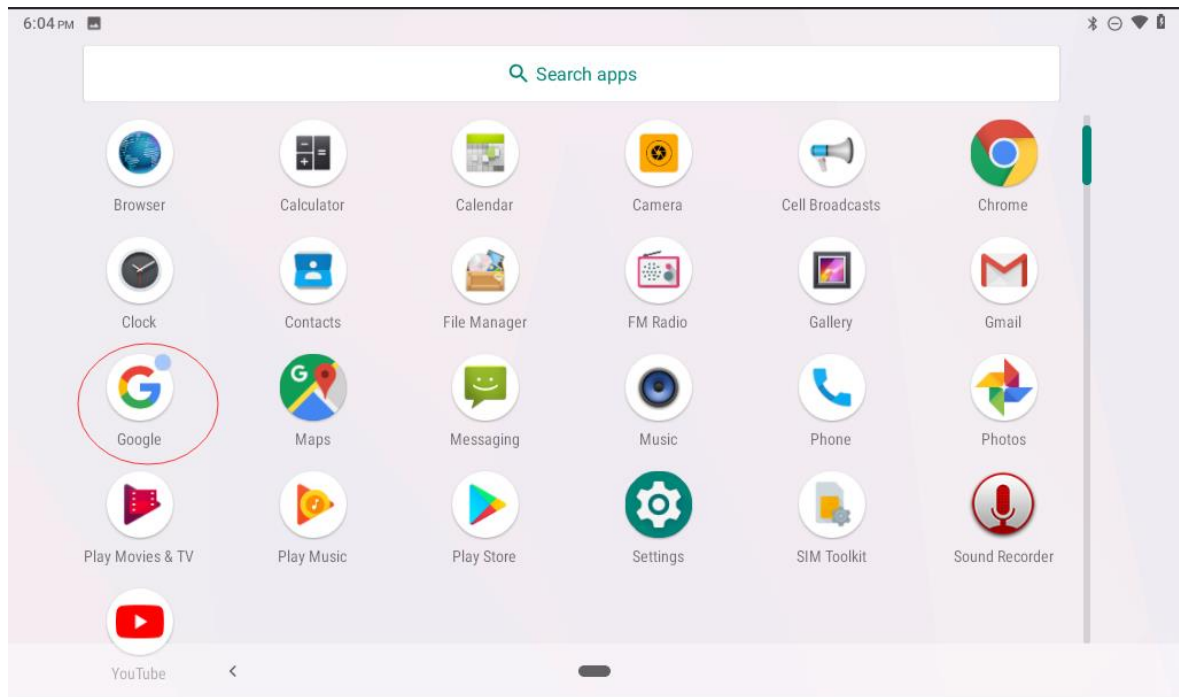 6:04 PM
Search apps
Browser Calculator Calendar Camera Cell Broadcasts Chrome
Clock Contacts File Manager FM Radio Gallery Gmail
Google Maps Messaging Music Phone Photos
Play Movies & TV Play Music Play Store Settings SIM Toolkit Sound Recorder
YouTube